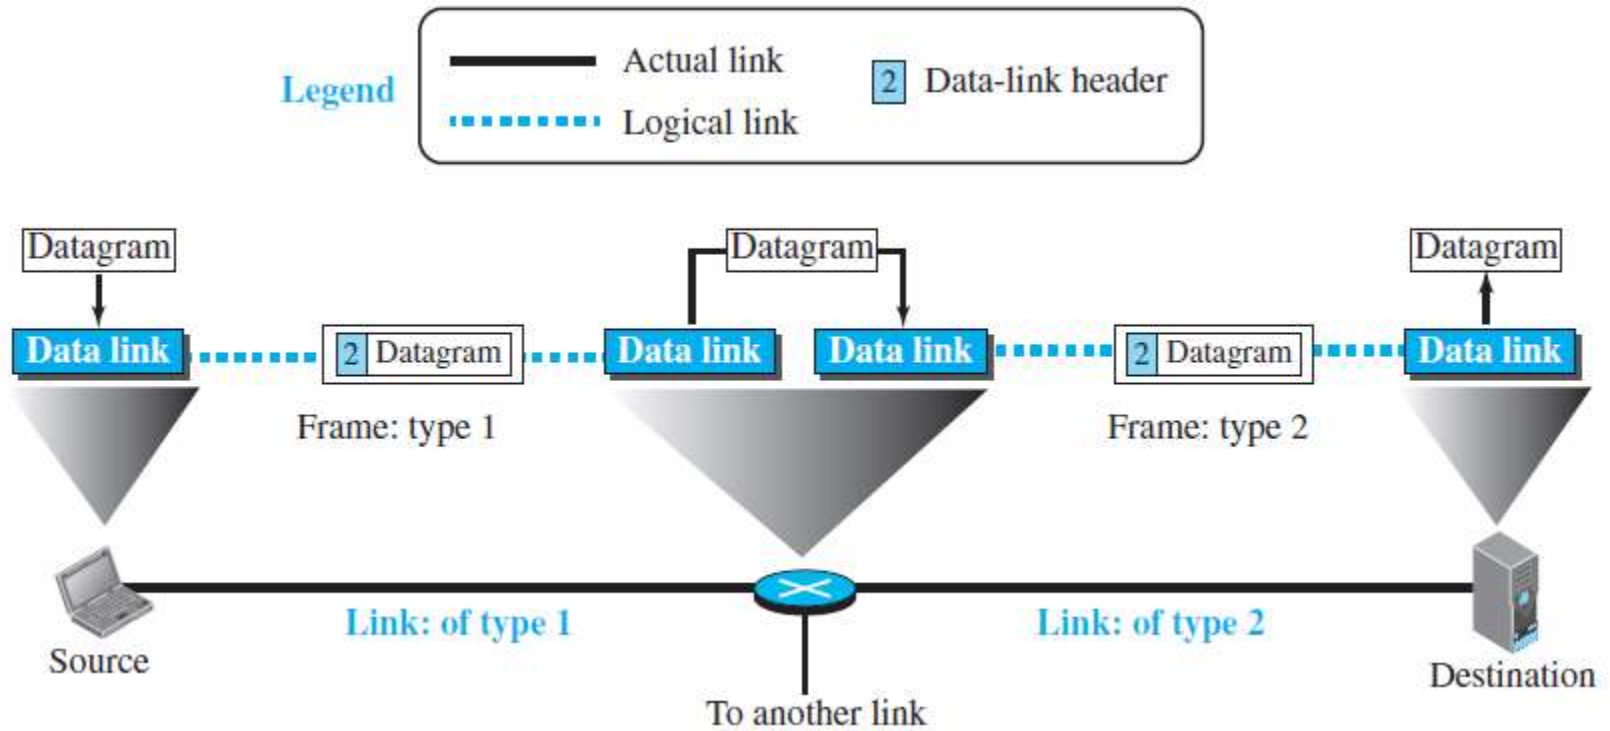 Legend
Actual link
Logical link
2 Data-link header
Datagram
Datagram
Datagram
Data link
2 Datagram
Data link
Data link
2 Datagram
Data link
Frame: type 1
Frame: type 2
Link: of type 1
Link: of type 2
Source
Destination
To another link